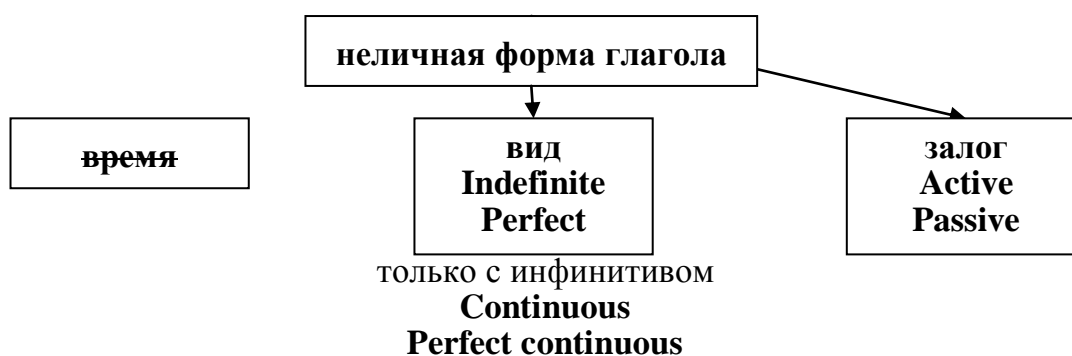 неличная форма глагола
время
вид
Indefinite
Perfect
залог
Active
Passive
только с инфинитивом
Continuous
Perfect continuous